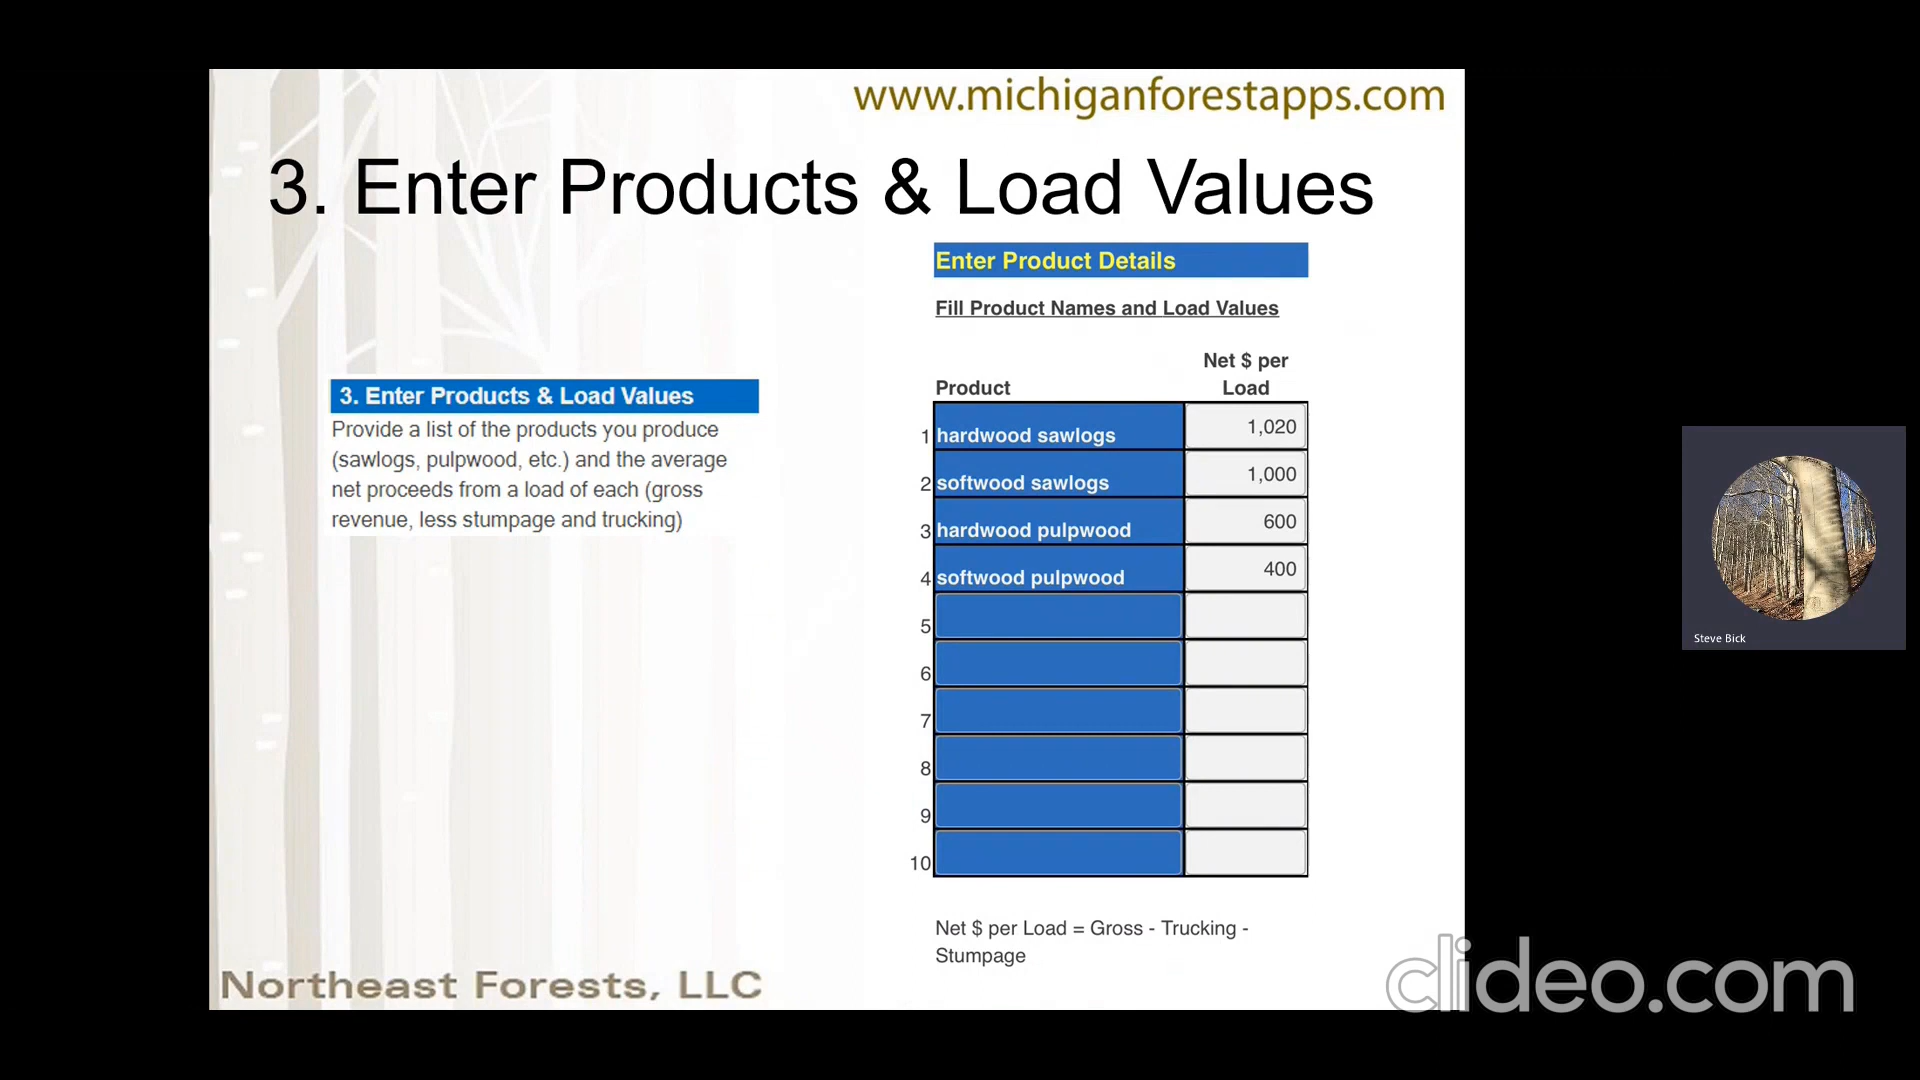 www.michiganforestapps.com
3. Enter Products & Load Values
3. Enter Products & Load Values
Provide a list of the products you produce
(sawlogs, pulpwood, etc.) and the average
net proceeds from a load of each (gross
revenue, less stumpage and trucking)
Enter Product Details
Fill Product Names and Load Values
Net $ per
Product Load
1 hardwood sawlogs 1,020
2 softwood sawlogs 1,000
3 hardwood pulpwood 600
4 softwood pulpwood 400
5
6
7
8
9
10
Net $ per Load = Gross - Trucking -
Stumpage
Northeast Forests, LLC
Steve Bick
clideo.com